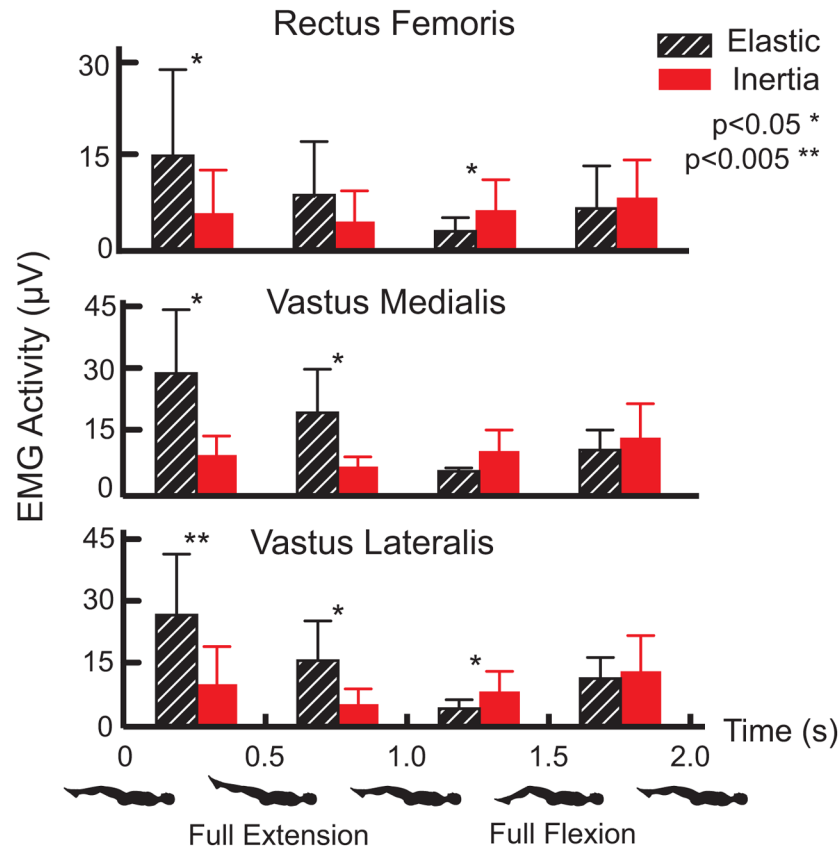 Rectus Femoris
Elastic
Inertia
p<0.05 *
p<0.005 **
30
15
0
*
*
EMG Activity (μV)
Vastus Medialis
45
30
15
0
*
*
Vastus Lateralis
45
30
15
0
**
*
*
0 0.5 1.0 1.5 2.0
Time (s)
Full Extension Full Flexion